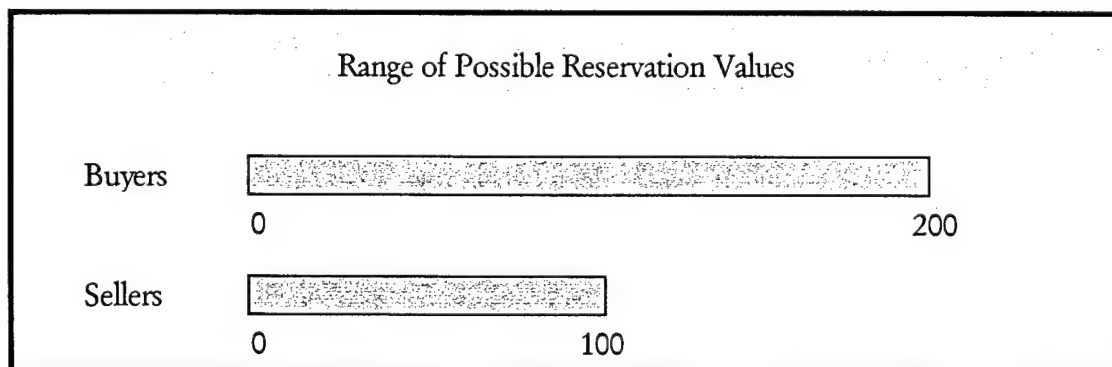 Range of Possible Reservation Values
Buyers
0 200
Sellers
0 100